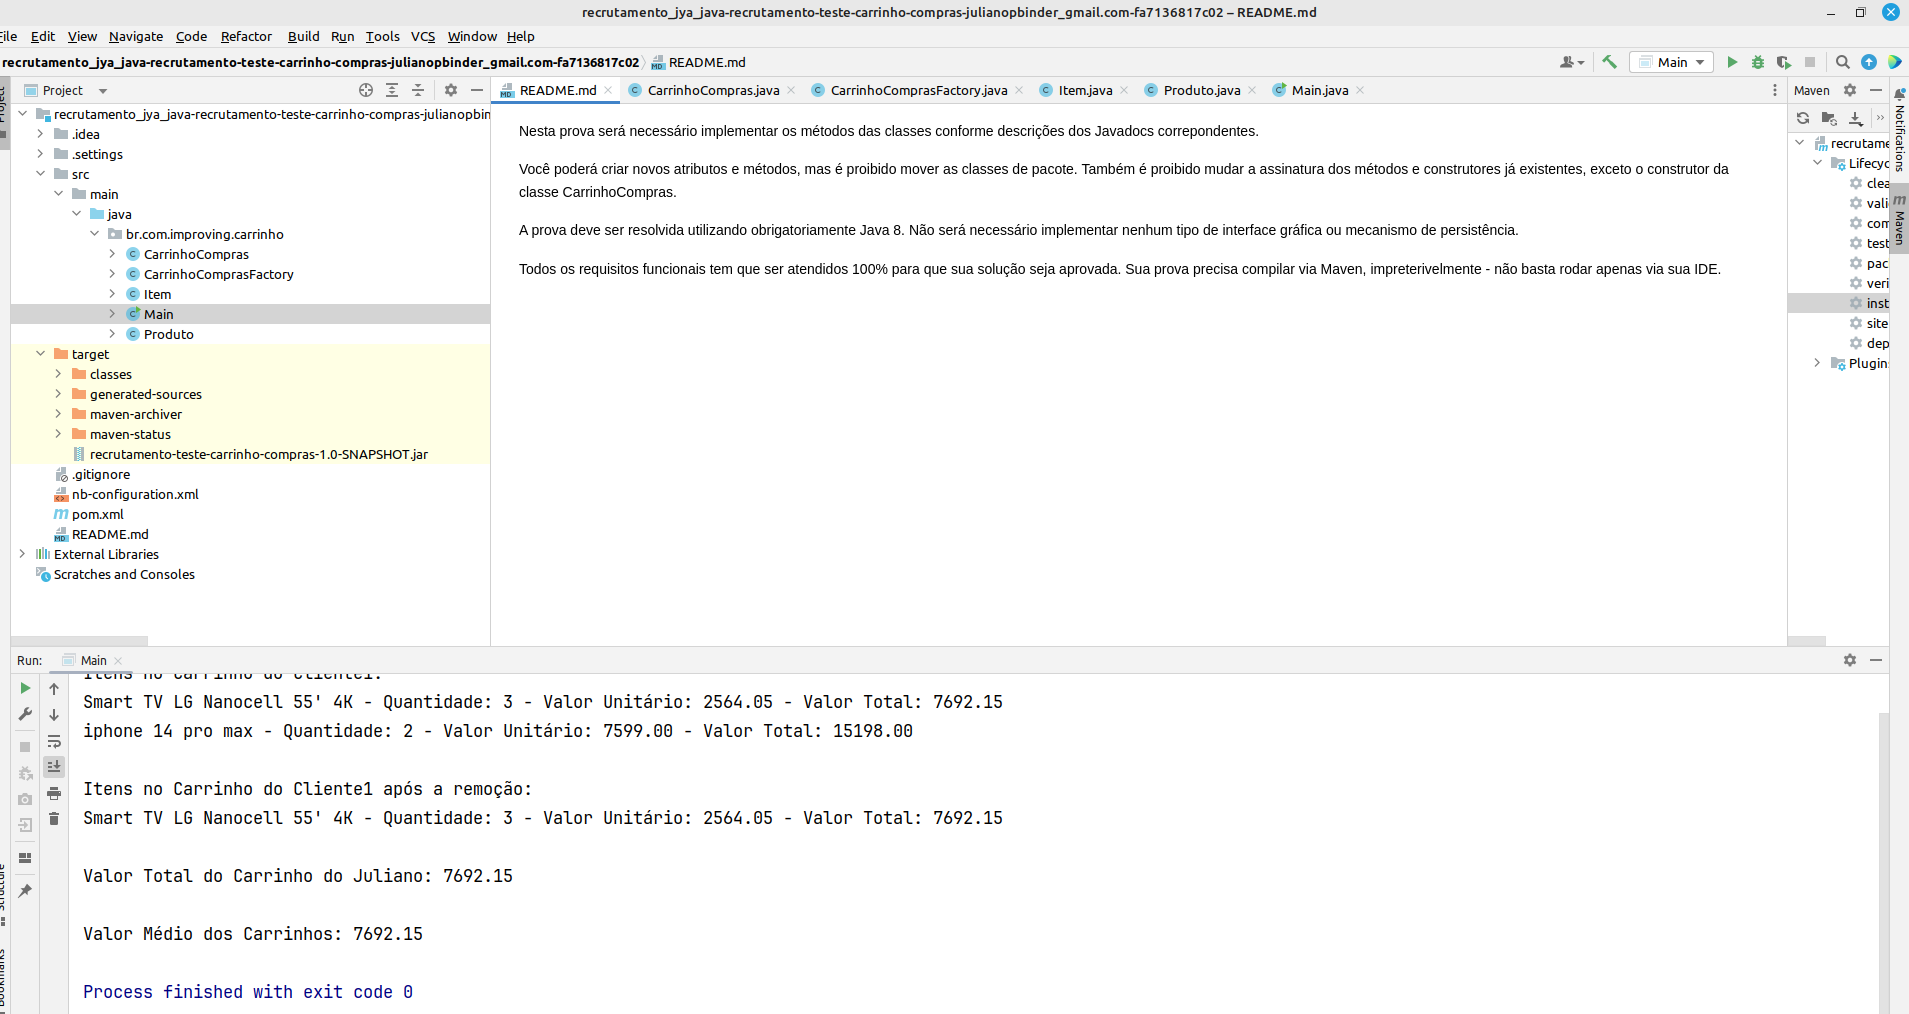 recrutamento_jya_java-recrutamento-teste-carrinho-compras-julianopbinder_gmail.com-fa7136817c02 – README.md
File Edit View Navigate Code Refactor Build Run Tools VCS Window Help
recrutamento_jya_java-recrutamento-teste-carrinho-compras-julianopbinder_gmail.com-fa7136817c02 README.md
Main
Project
README.md CarrinhoCompras.java CarrinhoComprasFactory.java Item.java Produto.java Main.java
Maven
recrutamento_jya_java-recrutamento-teste-carrinho-compras-julianopbin
.idea
.settings
src
main
java
br.com.improving.carrinho
CarrinhoCompras
CarrinhoComprasFactory
Item
Main
Produto
target
classes
generated-sources
maven-archiver
maven-status
recrutamento-teste-carrinho-compras-1.0-SNAPSHOT.jar
.gitignore
nb-configuration.xml
pom.xml
README.md
External Libraries
Scratches and Consoles
Nesta prova será necessário implementar os métodos das classes conforme descrições dos Javadocs correpondentes.
Você poderá criar novos atributos e métodos, mas é proibido mover as classes de pacote. Também é proibido mudar a assinatura dos métodos e construtores já existentes, exceto o construtor da
classe CarrinhoCompras.
A prova deve ser resolvida utilizando obrigatoriamente Java 8. Não será necessário implementar nenhum tipo de interface gráfica ou mecanismo de persistência.
Todos os requisitos funcionais tem que ser atendidos 100% para que sua solução seja aprovada. Sua prova precisa compilar via Maven, impreterivelmente - não basta rodar apenas via sua IDE.
recrutame
Lifecyc
clea
vali
com
test
pac
veri
inst
site
dep
Plugin
Notifications
Maven
Project
Structure
Bookmarks
Run: Main
Itens no Carrinho do Cliente1:
Smart TV LG Nanocell 55' 4K - Quantidade: 3 - Valor Unitário: 2564.05 - Valor Total: 7692.15
iphone 14 pro max - Quantidade: 2 - Valor Unitário: 7599.00 - Valor Total: 15198.00
Itens no Carrinho do Cliente1 após a remoção:
Smart TV LG Nanocell 55' 4K - Quantidade: 3 - Valor Unitário: 2564.05 - Valor Total: 7692.15
Valor Total do Carrinho do Juliano: 7692.15
Valor Médio dos Carrinhos: 7692.15
Process finished with exit code 0